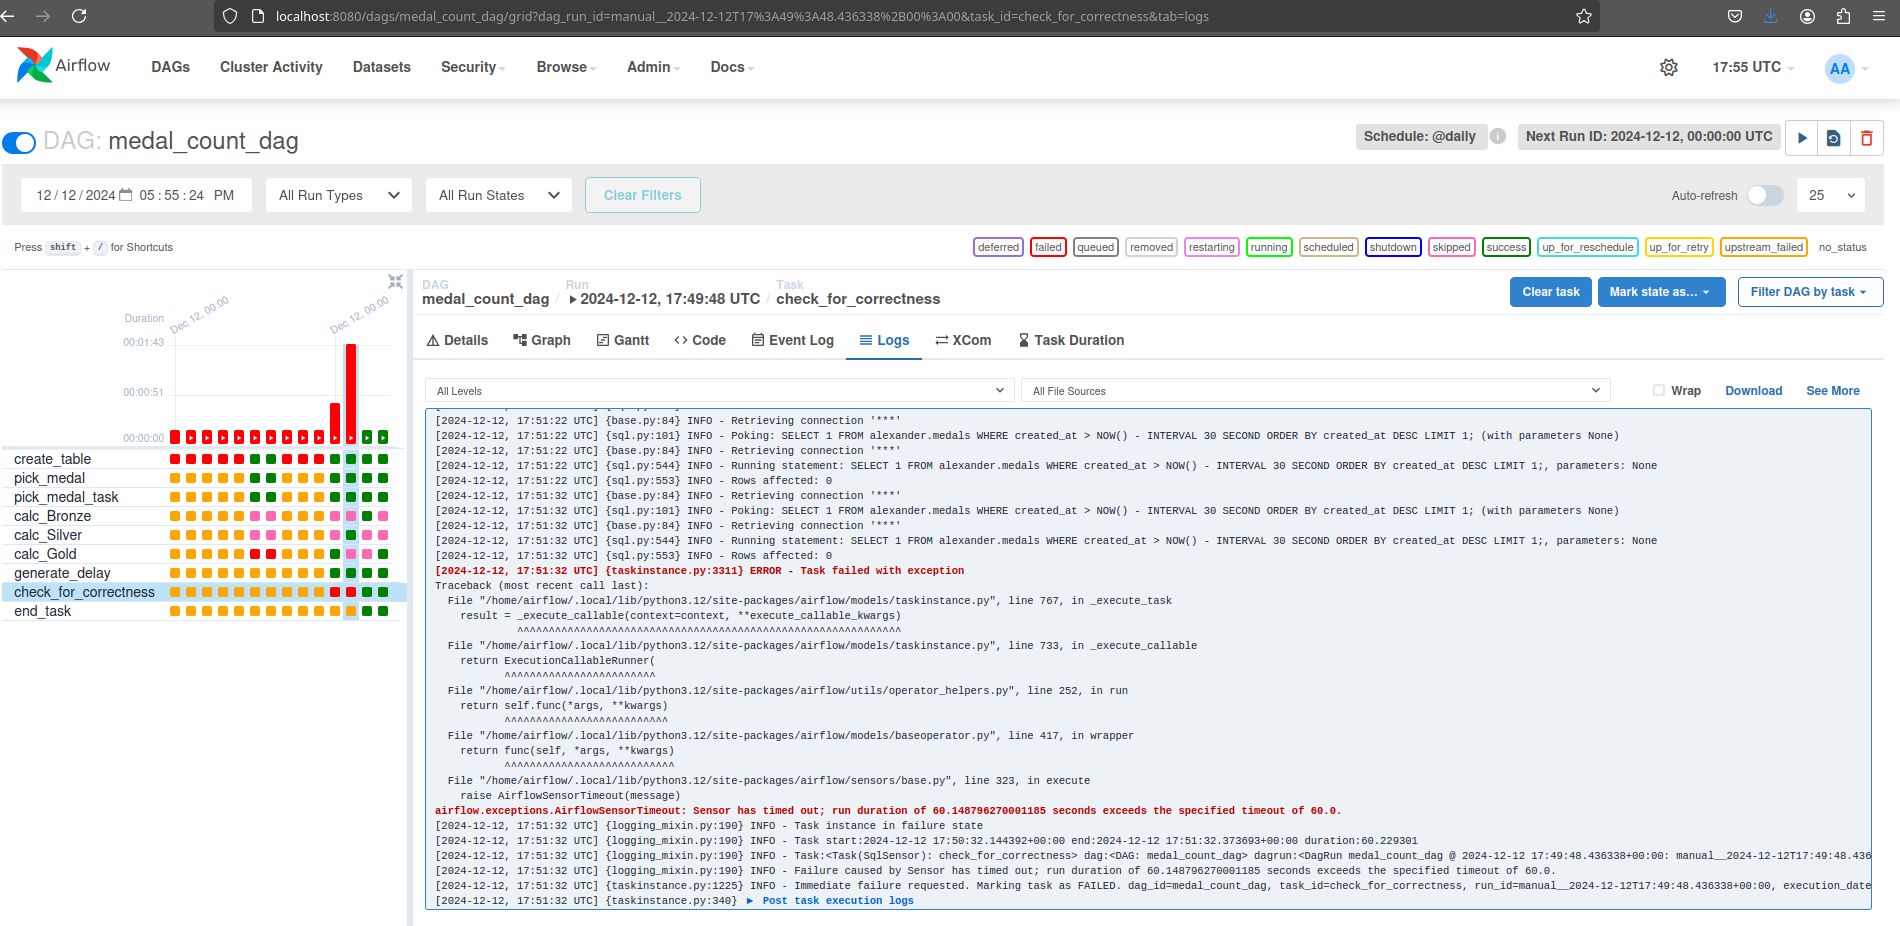 localhost:8080/dags/medal_count_dag/grid?dag_run_id=manual__2024-12-12T17%3A49%3A48.436338%2B00%3A00&task_id=check_for_correctness&tab=logs
Airflow DAGs Cluster Activity Datasets Security Browse Admin Docs 17:55 UTC AA
DAG: medal_count_dag Schedule: @daily i Next Run ID: 2024-12-12, 00:00:00 UTC
12 / 12 / 2024 05 : 55 : 24 PM All Run Types All Run States Clear Filters Auto-refresh 25
Press shift + / for Shortcuts deferred failed queued removed restarting running scheduled shutdown skipped success up_for_reschedule up_for_retry upstream_failed no_status
Duration
Dec 12, 00:00 Dec 12, 00:00
00:01:43
00:00:51
00:00:00
create_table
pick_medal
pick_medal_task
calc_Bronze
calc_Silver
calc_Gold
generate_delay
check_for_correctness
end_task
DAG Run Task
medal_count_dag / 2024-12-12, 17:49:48 UTC / check_for_correctness Clear task Mark state as... Filter DAG by task
Details Graph Gantt Code Event Log Logs XCom Task Duration
All Levels All File Sources Wrap Download See More
[2024-12-12, 17:51:22 UTC] {base.py:84} INFO - Retrieving connection '***'
[2024-12-12, 17:51:22 UTC] {sql.py:101} INFO - Poking: SELECT 1 FROM alexander.medals WHERE created_at > NOW() - INTERVAL 30 SECOND ORDER BY created_at DESC LIMIT 1; (with parameters None)
[2024-12-12, 17:51:22 UTC] {base.py:84} INFO - Retrieving connection '***'
[2024-12-12, 17:51:22 UTC] {sql.py:544} INFO - Running statement: SELECT 1 FROM alexander.medals WHERE created_at > NOW() - INTERVAL 30 SECOND ORDER BY created_at DESC LIMIT 1;, parameters: None
[2024-12-12, 17:51:22 UTC] {sql.py:553} INFO - Rows affected: 0
[2024-12-12, 17:51:32 UTC] {base.py:84} INFO - Retrieving connection '***'
[2024-12-12, 17:51:32 UTC] {sql.py:101} INFO - Poking: SELECT 1 FROM alexander.medals WHERE created_at > NOW() - INTERVAL 30 SECOND ORDER BY created_at DESC LIMIT 1; (with parameters None)
[2024-12-12, 17:51:32 UTC] {base.py:84} INFO - Retrieving connection '***'
[2024-12-12, 17:51:32 UTC] {sql.py:544} INFO - Running statement: SELECT 1 FROM alexander.medals WHERE created_at > NOW() - INTERVAL 30 SECOND ORDER BY created_at DESC LIMIT 1;, parameters: None
[2024-12-12, 17:51:32 UTC] {sql.py:553} INFO - Rows affected: 0
[2024-12-12, 17:51:32 UTC] {taskinstance.py:3311} ERROR - Task failed with exception
Traceback (most recent call last):
File "/home/airflow/.local/lib/python3.12/site-packages/airflow/models/taskinstance.py", line 767, in _execute_task
result = _execute_callable(context=context, **execute_callable_kwargs)
^^^^^^^^^^^^^^^^^^^^^^^^^^^^^^^^^^^^^^^^^^^^^^^^^^^^^^^^^^^^^
File "/home/airflow/.local/lib/python3.12/site-packages/airflow/models/taskinstance.py", line 733, in _execute_callable
return ExecutionCallableRunner(
^^^^^^^^^^^^^^^^^^^^^^^^
File "/home/airflow/.local/lib/python3.12/site-packages/airflow/utils/operator_helpers.py", line 252, in run
return self.func(*args, **kwargs)
^^^^^^^^^^^^^^^^^^^^^^^^^^
File "/home/airflow/.local/lib/python3.12/site-packages/airflow/models/baseoperator.py", line 417, in wrapper
return func(self, *args, **kwargs)
^^^^^^^^^^^^^^^^^^^^^^^^^^^
File "/home/airflow/.local/lib/python3.12/site-packages/airflow/sensors/base.py", line 323, in execute
raise AirflowSensorTimeout(message)
airflow.exceptions.AirflowSensorTimeout: Sensor has timed out; run duration of 60.148796270001185 seconds exceeds the specified timeout of 60.0.
[2024-12-12, 17:51:32 UTC] {logging_mixin.py:190} INFO - Task instance in failure state
[2024-12-12, 17:51:32 UTC] {logging_mixin.py:190} INFO - Task start:2024-12-12 17:50:32.144392+00:00 end:2024-12-12 17:51:32.373693+00:00 duration:60.229301
[2024-12-12, 17:51:32 UTC] {logging_mixin.py:190} INFO - Task:<Task(SqlSensor): check_for_correctness> dag:<DAG: medal_count_dag> dagrun:<DagRun medal_count_dag @ 2024-12-12 17:49:48.436338+00:00: manual__2024-12-12T17:49:48.436
[2024-12-12, 17:51:32 UTC] {logging_mixin.py:190} INFO - Failure caused by Sensor has timed out; run duration of 60.148796270001185 seconds exceeds the specified timeout of 60.0.
[2024-12-12, 17:51:32 UTC] {taskinstance.py:1225} INFO - Immediate failure requested. Marking task as FAILED. dag_id=medal_count_dag, task_id=check_for_correctness, run_id=manual__2024-12-12T17:49:48.436338+00:00, execution_date
[2024-12-12, 17:51:32 UTC] {taskinstance.py:340} ▶ Post task execution logs